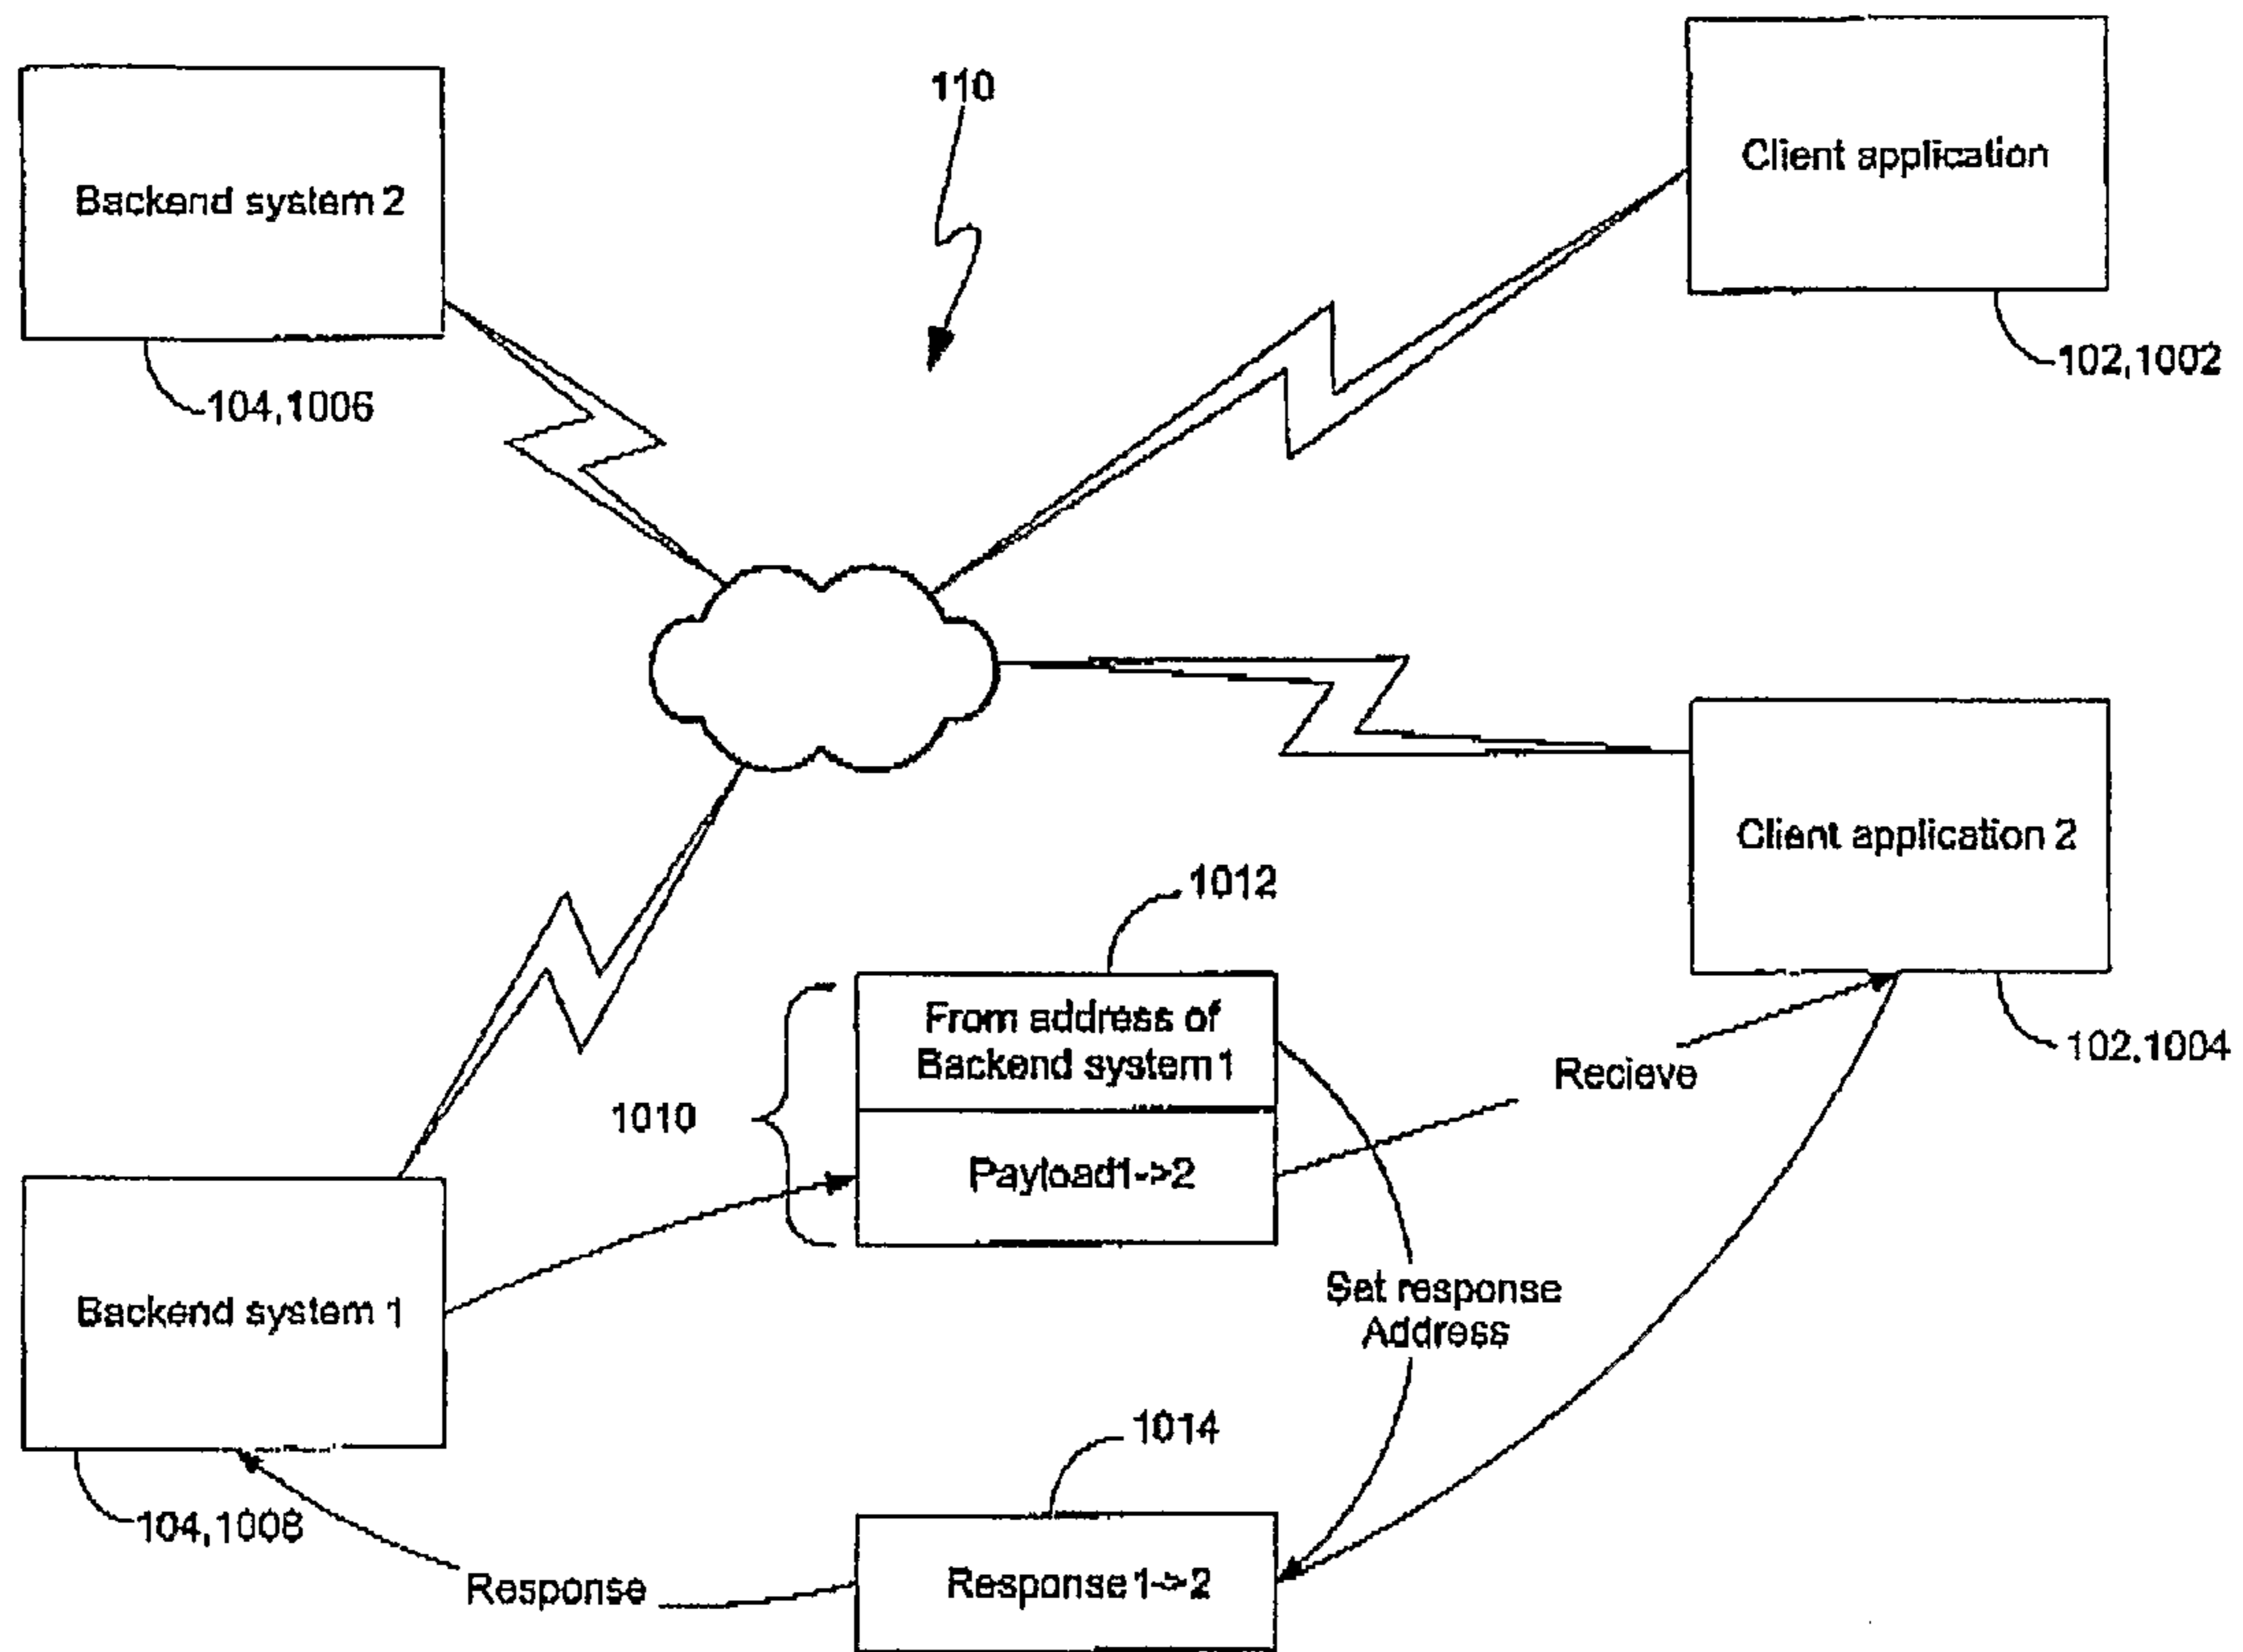 110
Client application
Backend system 2
102,1002
104,1006
Client application 2
1012
From address of
Backend system 1
102,1004
Recieve
1010
Payload1->2
Set response
Address
Backend system 1
1014
104,1008
Response
Response 1->2